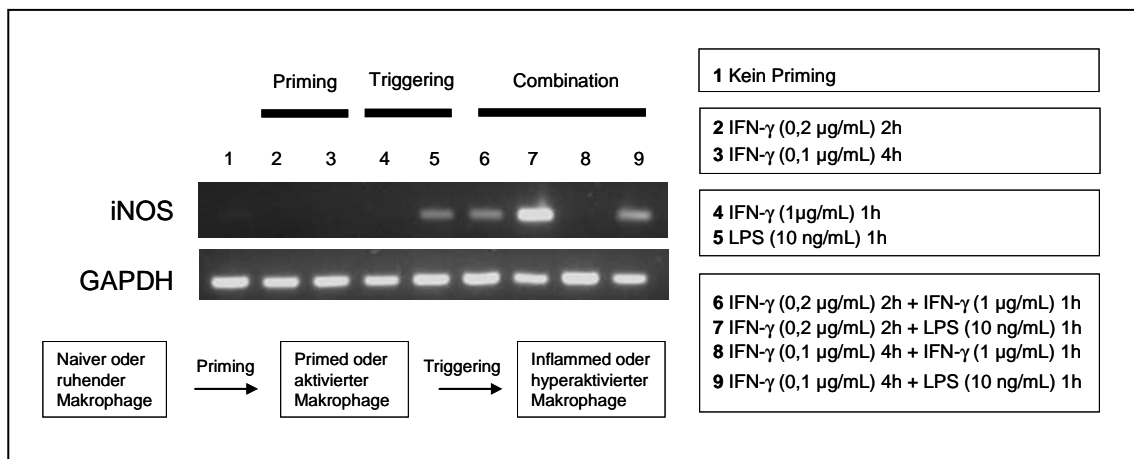 Priming Triggering Combination
1 2 3 4 5 6 7 8 9
iNOS
GAPDH
Naiver oder
ruhender
Makrophage
Priming
Primed oder
aktivierter
Makrophage
Triggering
Inflammed oder
hyperaktivierter
Makrophage
1 Kein Priming
2 IFN-γ (0,2 µg/mL) 2h
3 IFN-γ (0,1 µg/mL) 4h
4 IFN-γ (1µg/mL) 1h
5 LPS (10 ng/mL) 1h
6 IFN-γ (0,2 µg/mL) 2h + IFN-γ (1 µg/mL) 1h
7 IFN-γ (0,2 µg/mL) 2h + LPS (10 ng/mL) 1h
8 IFN-γ (0,1 µg/mL) 4h + IFN-γ (1 µg/mL) 1h
9 IFN-γ (0,1 µg/mL) 4h + LPS (10 ng/mL) 1h